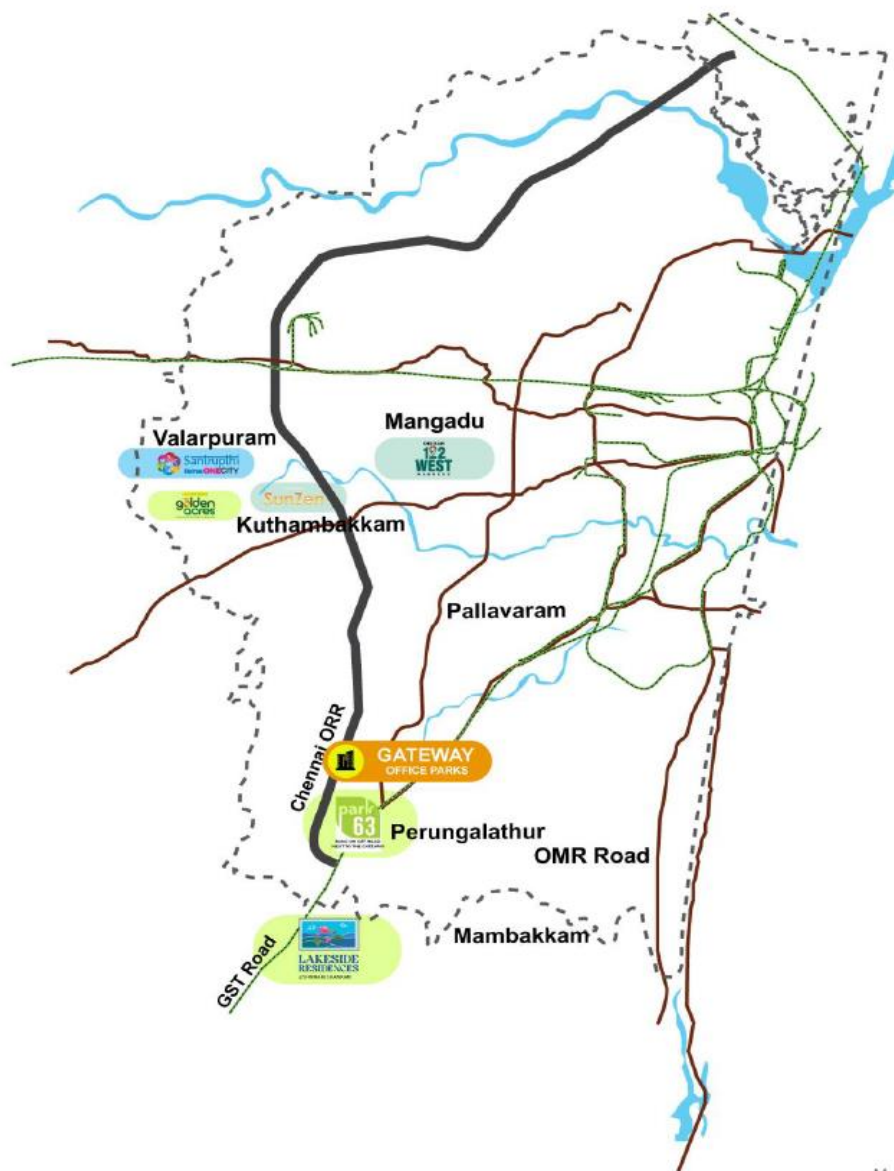 Valarpuram
Mangadu
Santrupthi
ONECITY
122
WEST
golden
acres
SunZen
Kuthambakkam
Pallavaram
Chennai ORR
GATEWAY
OFFICE PARKS
park
63
Perungalathur
OMR Road
Mambakkam
LAKESIDE
RESIDENCES
GST Road